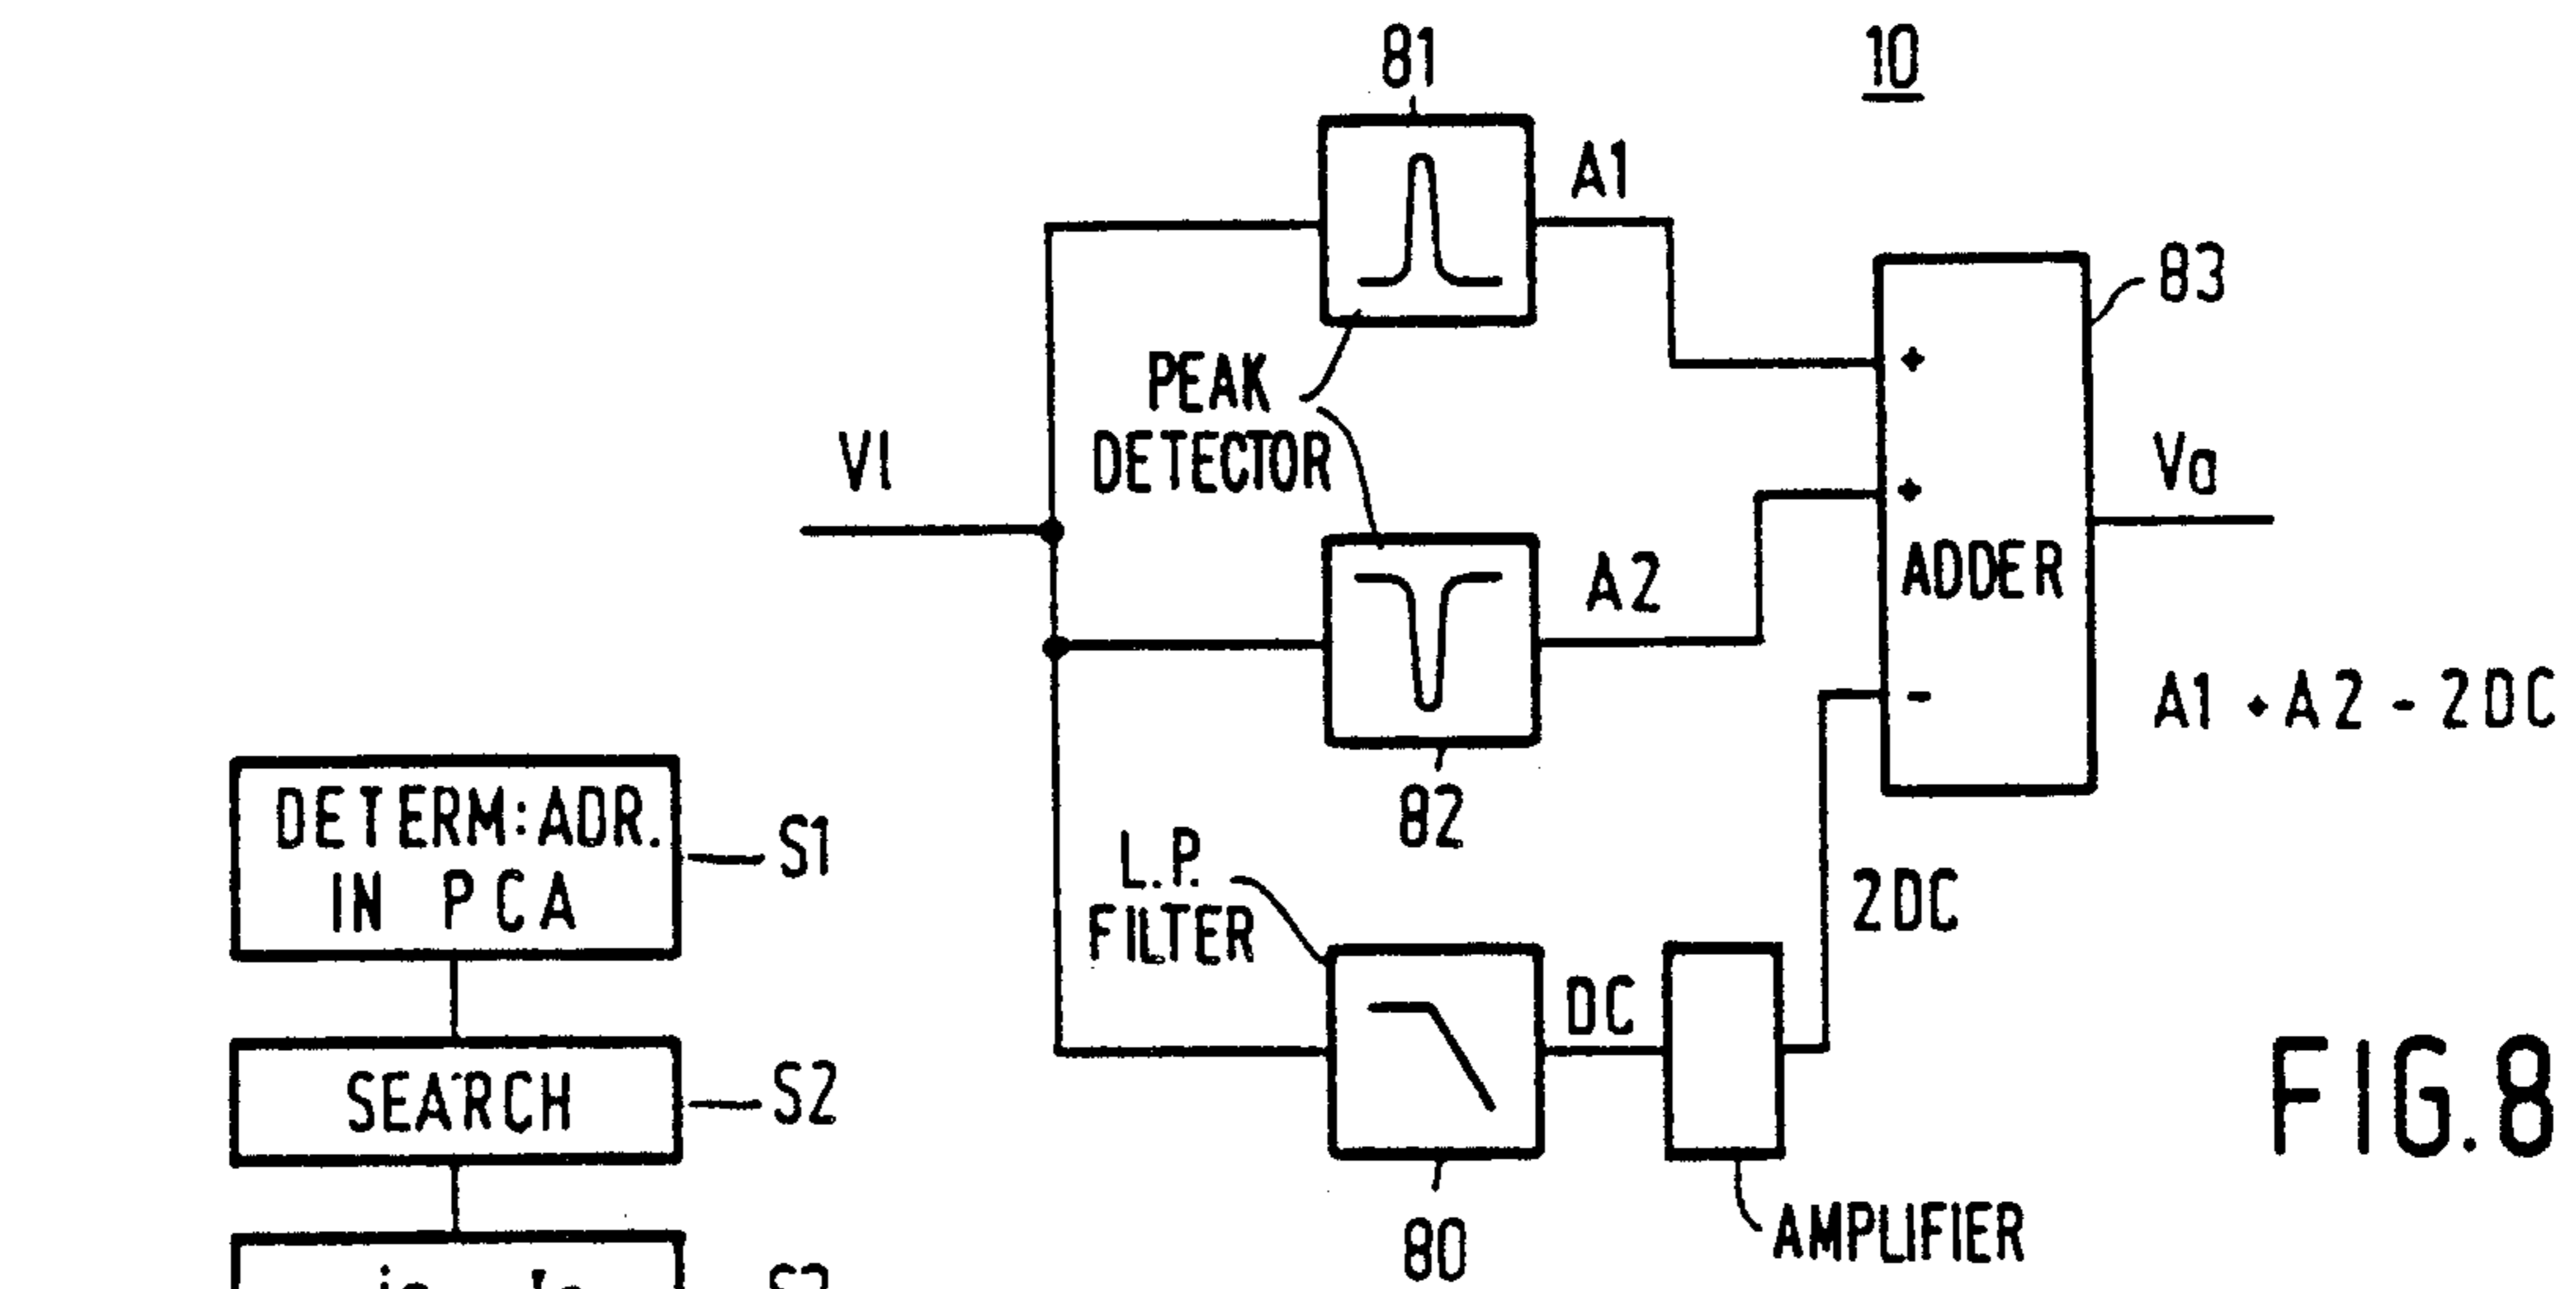 81
10
A1
83
PEAK
DETECTOR
Vl
+
+
ADDER
Va
A2
-
A1 + A2 - 2DC
82
DETERM:ADR.
IN PCA
S1
L.P.
FILTER
2DC
DC
SEARCH
S2
80
AMPLIFIER
FIG.8